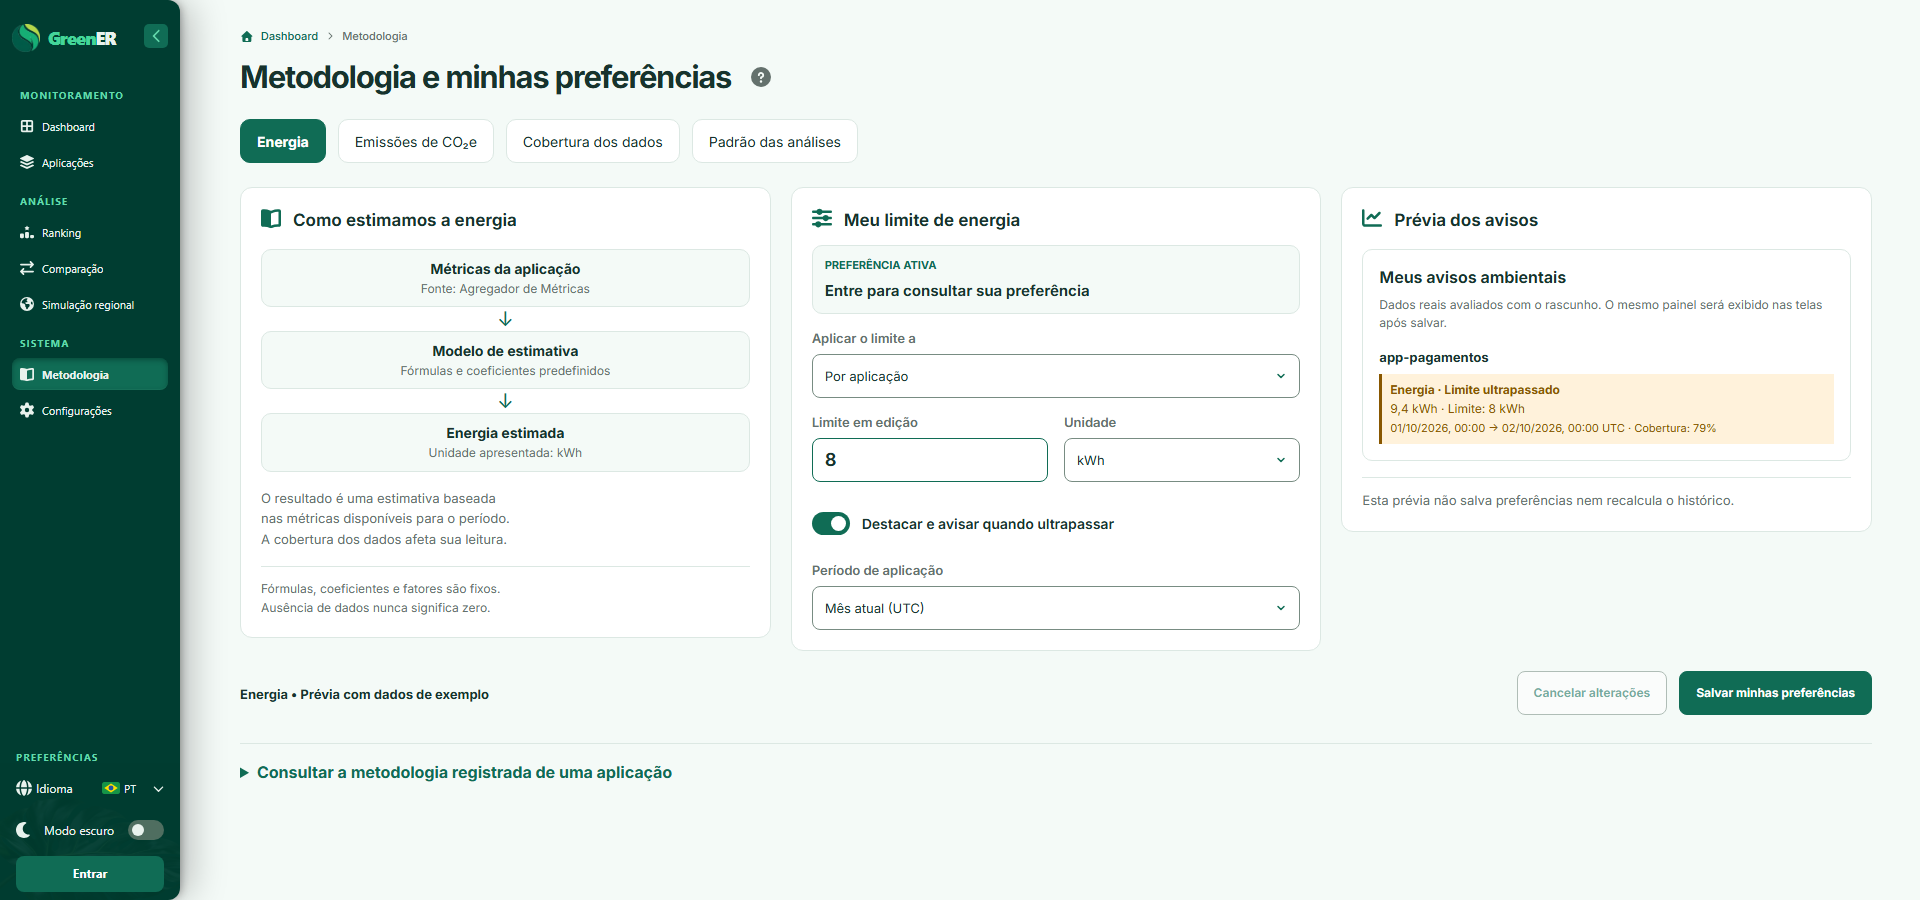 GreenER
MONITORAMENTO
Dashboard
Aplicações
ANÁLISE
Ranking
Comparação
Simulação regional
SISTEMA
Metodologia
Configurações
PREFERÊNCIAS
Idioma
PT
Modo escuro
Entrar
Dashboard > Metodologia
Metodologia e minhas preferências ?
Energia
Emissões de CO₂e
Cobertura dos dados
Padrão das análises
Como estimamos a energia
Métricas da aplicação
Fonte: Agregador de Métricas
↓
Modelo de estimativa
Fórmulas e coeficientes predefinidos
↓
Energia estimada
Unidade apresentada: kWh
O resultado é uma estimativa baseada
nas métricas disponíveis para o período.
A cobertura dos dados afeta sua leitura.
Fórmulas, coeficientes e fatores são fixos.
Ausência de dados nunca significa zero.
Meu limite de energia
PREFERÊNCIA ATIVA
Entre para consultar sua preferência
Aplicar o limite a
Por aplicação
Limite em edição
8
Unidade
kWh
Destacar e avisar quando ultrapassar
Período de aplicação
Mês atual (UTC)
Prévia dos avisos
Meus avisos ambientais
Dados reais avaliados com o rascunho. O mesmo painel será exibido nas telas
após salvar.
app-pagamentos
Energia · Limite ultrapassado
9,4 kWh · Limite: 8 kWh
01/10/2026, 00:00 → 02/10/2026, 00:00 UTC · Cobertura: 79%
Esta prévia não salva preferências nem recalcula o histórico.
Energia • Prévia com dados de exemplo
Cancelar alterações
Salvar minhas preferências
Consultar a metodologia registrada de uma aplicação